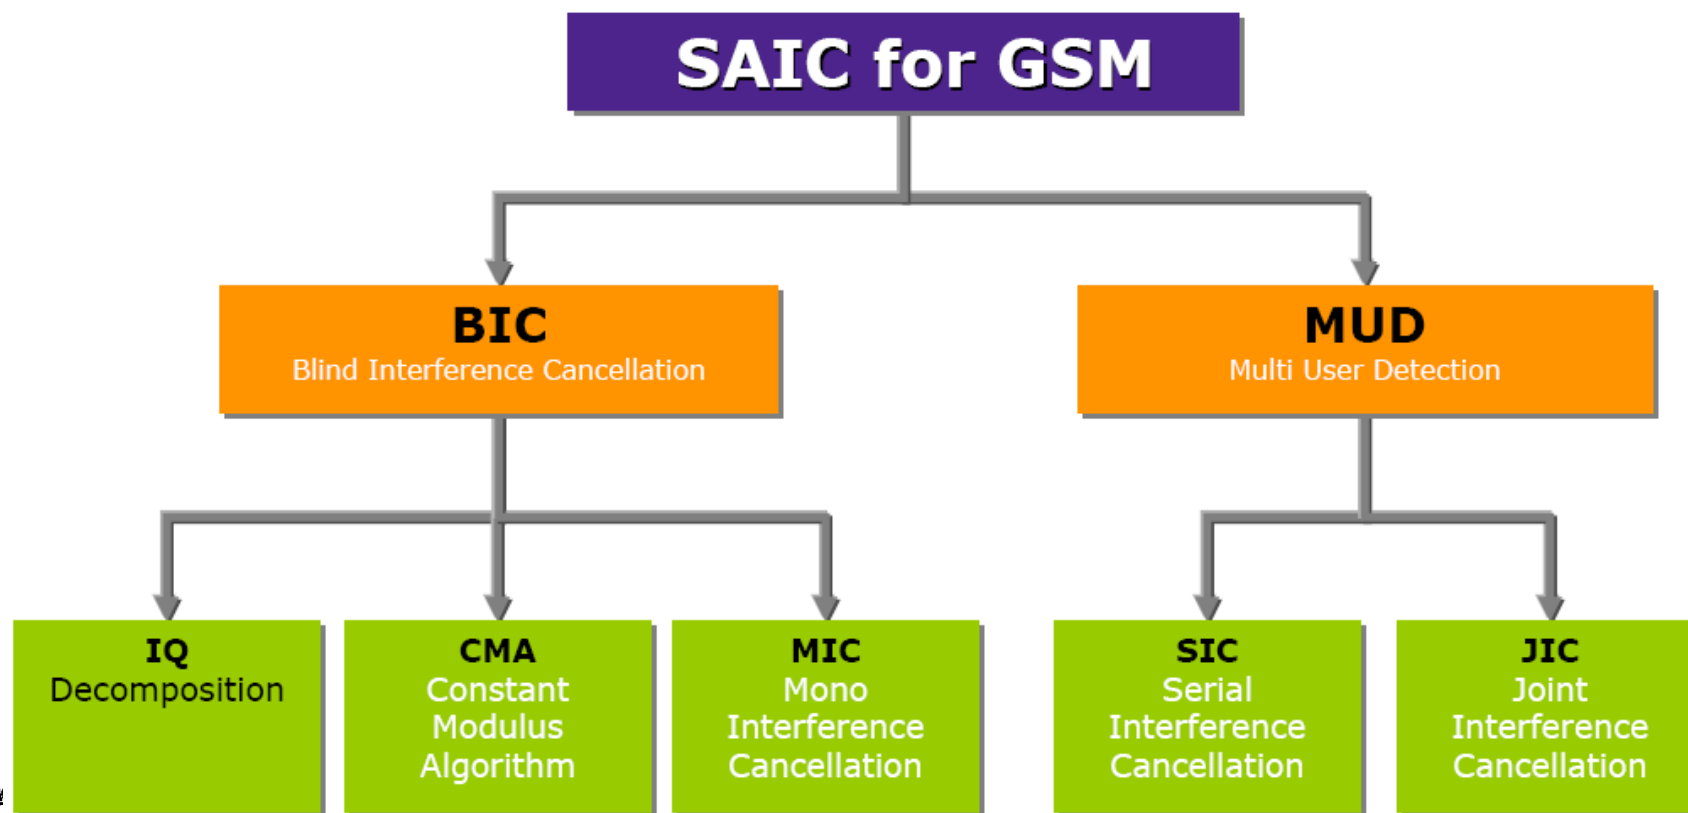 SAIC for GSM
BIC
Blind Interference Cancellation
MUD
Multi User Detection
IQ
Decomposition
CMA
Constant
Modulus
Algorithm
MIC
Mono
Interference
Cancellation
SIC
Serial
Interference
Cancellation
JIC
Joint
Interference
Cancellation